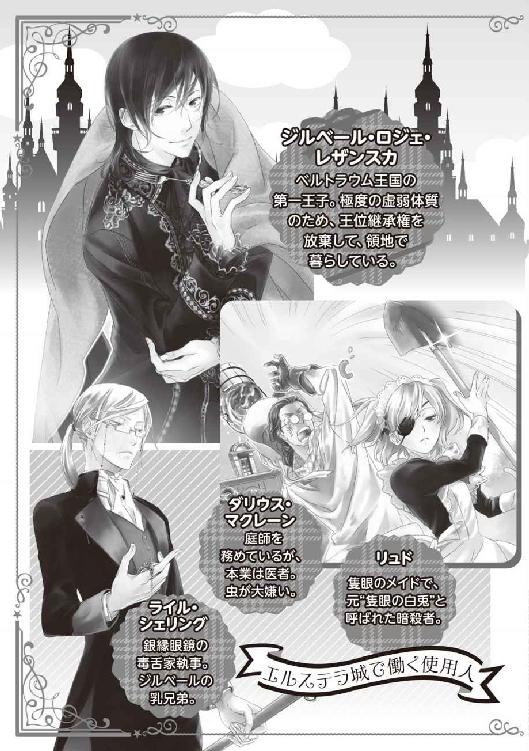 ジルベール・ロジェ・
レザンスカ
ベルトラウム王国の
第一王子。極度の虚弱体質
のため、王位継承権を
放棄して、領地で
暮らしている。
ダリウス・
マクレーン
庭師を
務めているが、
本業は医者。
虫が大嫌い。
リュド
隻眼のメイドで、
元“隻眼の白兎”と
呼ばれた暗殺者。
ライル・
シェリング
銀縁眼鏡の
毒舌家執事。
ジルベールの
乳兄弟。
エルステラ城で働く使用人